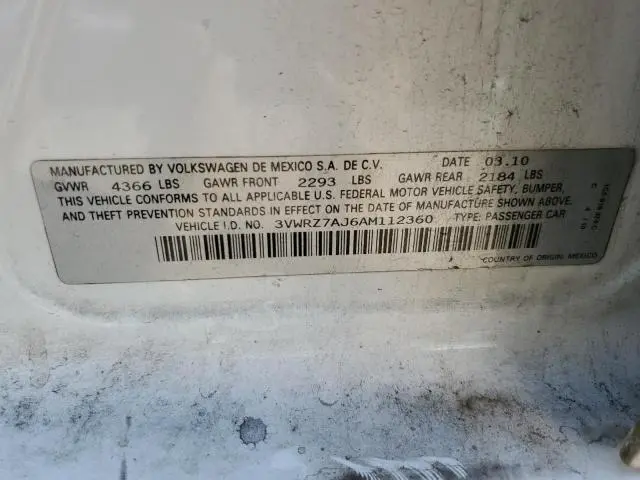 MANUFACTURED BY VOLKSWAGEN DE MEXICO S.A. DE C.V. DATE 03.10
GVWR 4366 LBS GAWR FRONT 2293 LBS GAWR REAR 2184 LBS
THIS VEHICLE CONFORMS TO ALL APPLICABLE U.S. FEDERAL MOTOR VEHICLE SAFETY, BUMPER,
AND THEFT PREVENTION STANDARDS IN EFFECT ON THE DATE OF MANUFACTURE SHOWN ABOVE.
VEHICLE I.D. NO. 3VWRZ7AJ6AM112360 TYPE: PASSENGER CAR
COUNTRY OF ORIGIN: MEXICO